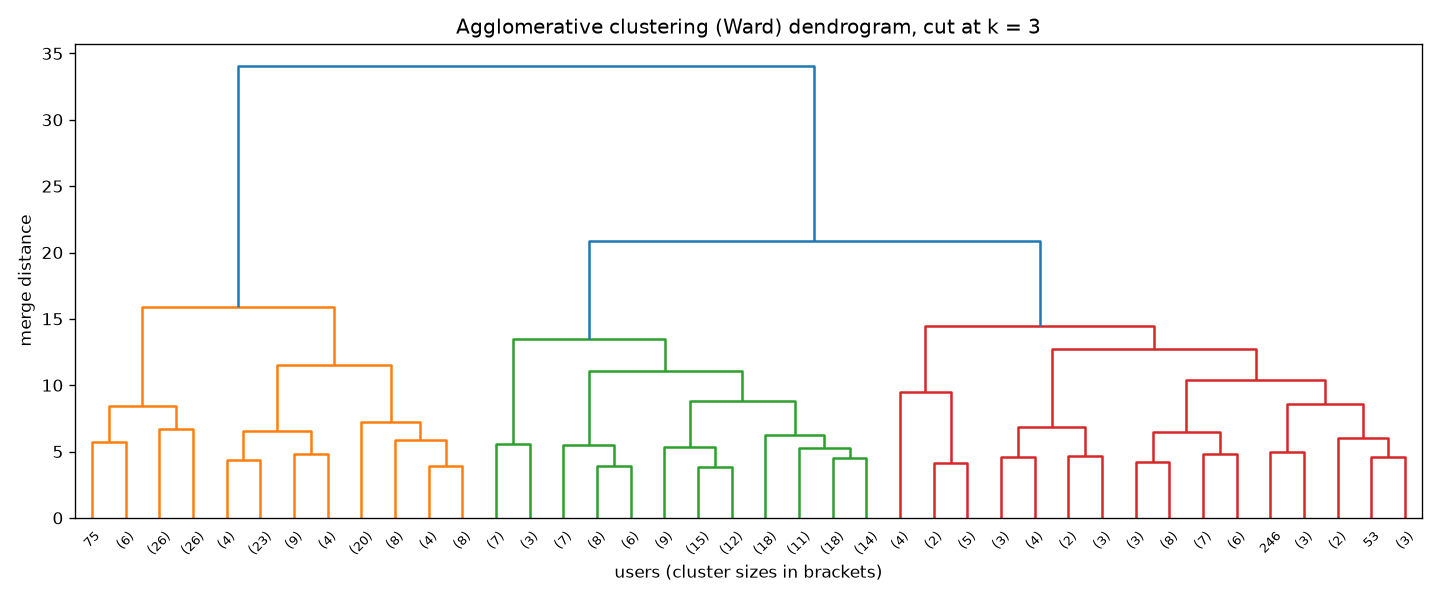 Agglomerative clustering (Ward) dendrogram, cut at k = 3
35
30
25
20
15
10
5
0
merge distance
75 (6) (26) (26) (4) (23) (9) (4) (20) (8) (4) (8) (7) (3) (7) (8) (6) (9) (15) (12) (18) (11) (18) (14) (4) (2) (5) (3) (4) (2) (3) (3) (8) (7) (6) 246 (3) (2) 53 (3)
users (cluster sizes in brackets)